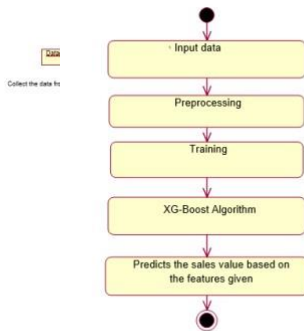 Input data
Data
Collect the data fro
Preprocessing
Training
XG-Boost Algorithm
Predicts the sales value based on
the features given